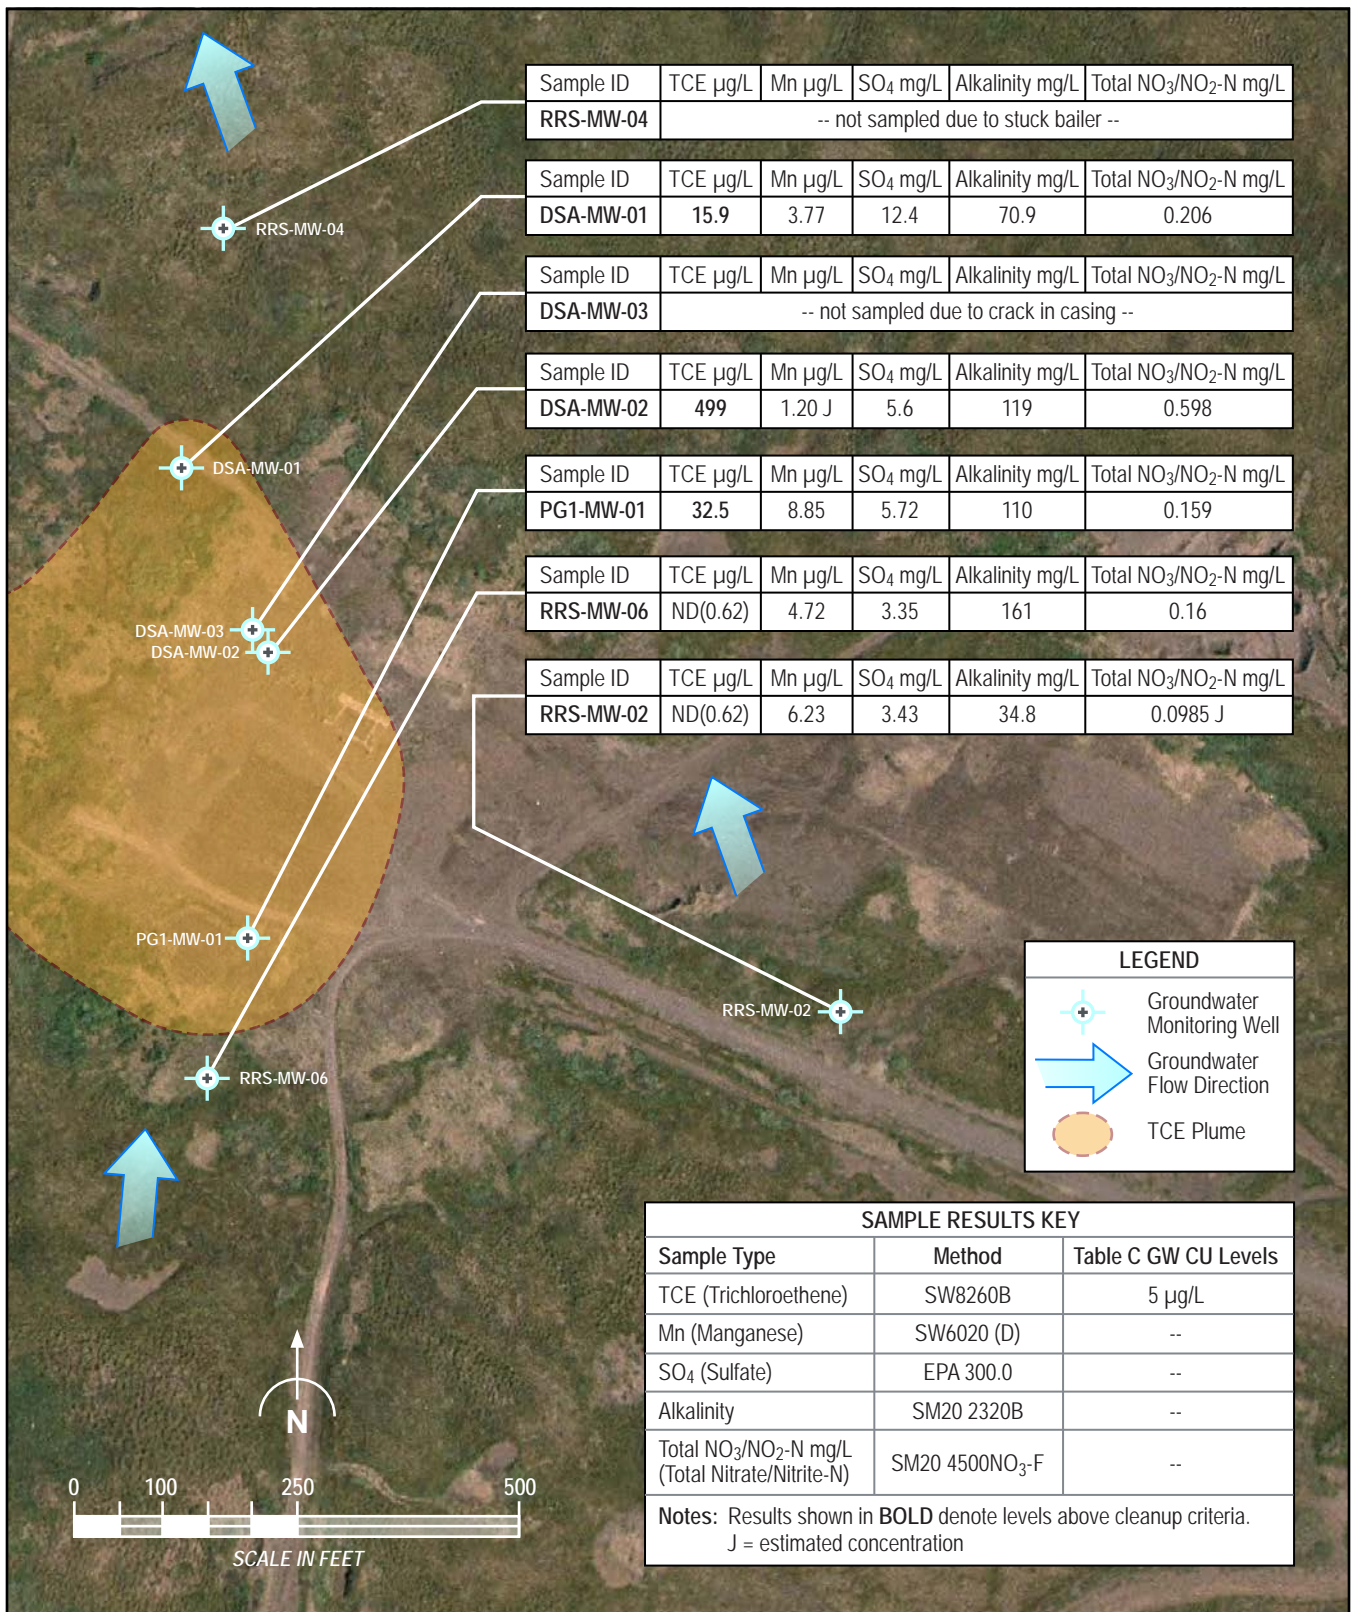 Sample ID TCE µg/L Mn µg/L SO₄ mg/L Alkalinity mg/L Total NO₃/NO₂-N mg/L
RRS-MW-04 -- not sampled due to stuck bailer --
Sample ID TCE µg/L Mn µg/L SO₄ mg/L Alkalinity mg/L Total NO₃/NO₂-N mg/L
DSA-MW-01 15.9 3.77 12.4 70.9 0.206
RRS-MW-04
Sample ID TCE µg/L Mn µg/L SO₄ mg/L Alkalinity mg/L Total NO₃/NO₂-N mg/L
DSA-MW-03 -- not sampled due to crack in casing --
Sample ID TCE µg/L Mn µg/L SO₄ mg/L Alkalinity mg/L Total NO₃/NO₂-N mg/L
DSA-MW-02 499 1.20 J 5.6 119 0.598
DSA-MW-01
Sample ID TCE µg/L Mn µg/L SO₄ mg/L Alkalinity mg/L Total NO₃/NO₂-N mg/L
PG1-MW-01 32.5 8.85 5.72 110 0.159
Sample ID TCE µg/L Mn µg/L SO₄ mg/L Alkalinity mg/L Total NO₃/NO₂-N mg/L
RRS-MW-06 ND(0.62) 4.72 3.35 161 0.16
DSA-MW-03
DSA-MW-02
Sample ID TCE µg/L Mn µg/L SO₄ mg/L Alkalinity mg/L Total NO₃/NO₂-N mg/L
RRS-MW-02 ND(0.62) 6.23 3.43 34.8 0.0985 J
PG1-MW-01
RRS-MW-02
RRS-MW-06
LEGEND
Groundwater
Monitoring Well
Groundwater
Flow Direction
TCE Plume
SAMPLE RESULTS KEY
Sample Type Method Table C GW CU Levels
TCE (Trichloroethene) SW8260B 5 µg/L
Mn (Manganese) SW6020 (D) --
SO₄ (Sulfate) EPA 300.0 --
Alkalinity SM20 2320B --
Total NO₃/NO₂-N mg/L
(Total Nitrate/Nitrite-N) SM20 4500NO₃-F --
Notes: Results shown in BOLD denote levels above cleanup criteria.
J = estimated concentration
N
0 100 250 500
SCALE IN FEET